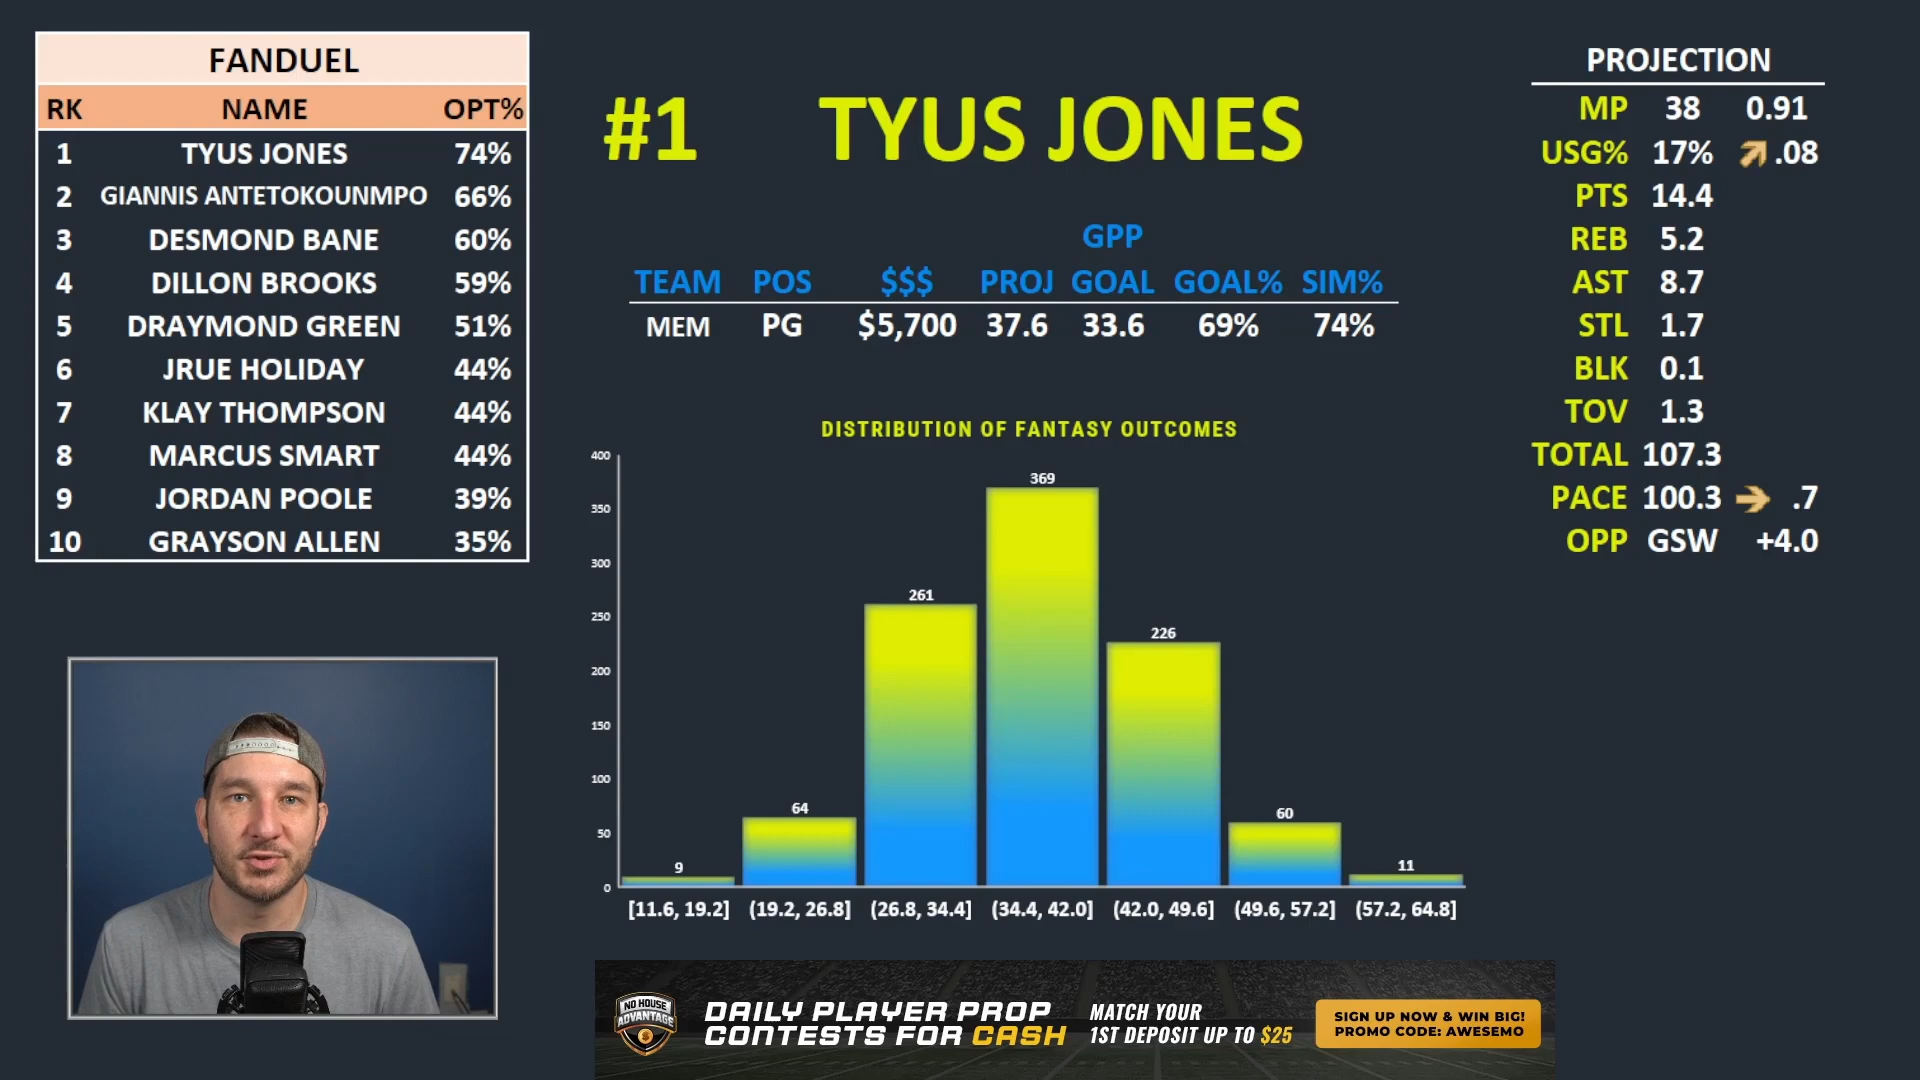 FANDUEL
RK NAME OPT%
1 TYUS JONES 74%
2 GIANNIS ANTETOKOUNMPO 66%
3 DESMOND BANE 60%
4 DILLON BROOKS 59%
5 DRAYMOND GREEN 51%
6 JRUE HOLIDAY 44%
7 KLAY THOMPSON 44%
8 MARCUS SMART 44%
9 JORDAN POOLE 39%
10 GRAYSON ALLEN 35%
#1 TYUS JONES
GPP
TEAM POS $$$ PROJ GOAL GOAL% SIM%
MEM PG $5,700 37.6 33.6 69% 74%
DISTRIBUTION OF FANTASY OUTCOMES
400
350
300
250
200
150
100
50
0
9
64
261
369
226
60
11
[11.6, 19.2] (19.2, 26.8] (26.8, 34.4] (34.4, 42.0] (42.0, 49.6] (49.6, 57.2] (57.2, 64.8]
PROJECTION
MP 38 0.91
USG% 17% .08
PTS 14.4
REB 5.2
AST 8.7
STL 1.7
BLK 0.1
TOV 1.3
TOTAL 107.3
PACE 100.3 .7
OPP GSW +4.0
NO HOUSE
ADVANTAGE
DAILY PLAYER PROP
CONTESTS FOR CASH
MATCH YOUR
1ST DEPOSIT UP TO $25
SIGN UP NOW & WIN BIG!
PROMO CODE: AWESEMO